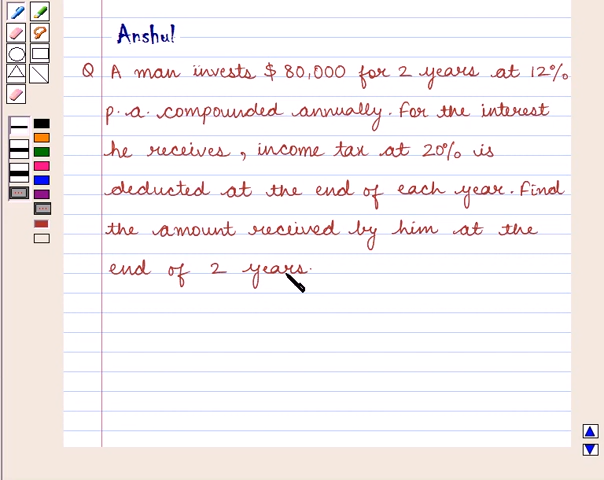 Anshul
Q A man invests $ 80,000 for 2 years at 12%
p.a. compounded annually. For the interest
he receives, income tax at 20% is
deducted at the end of each year. Find
the amount received by him at the
end of 2 years.